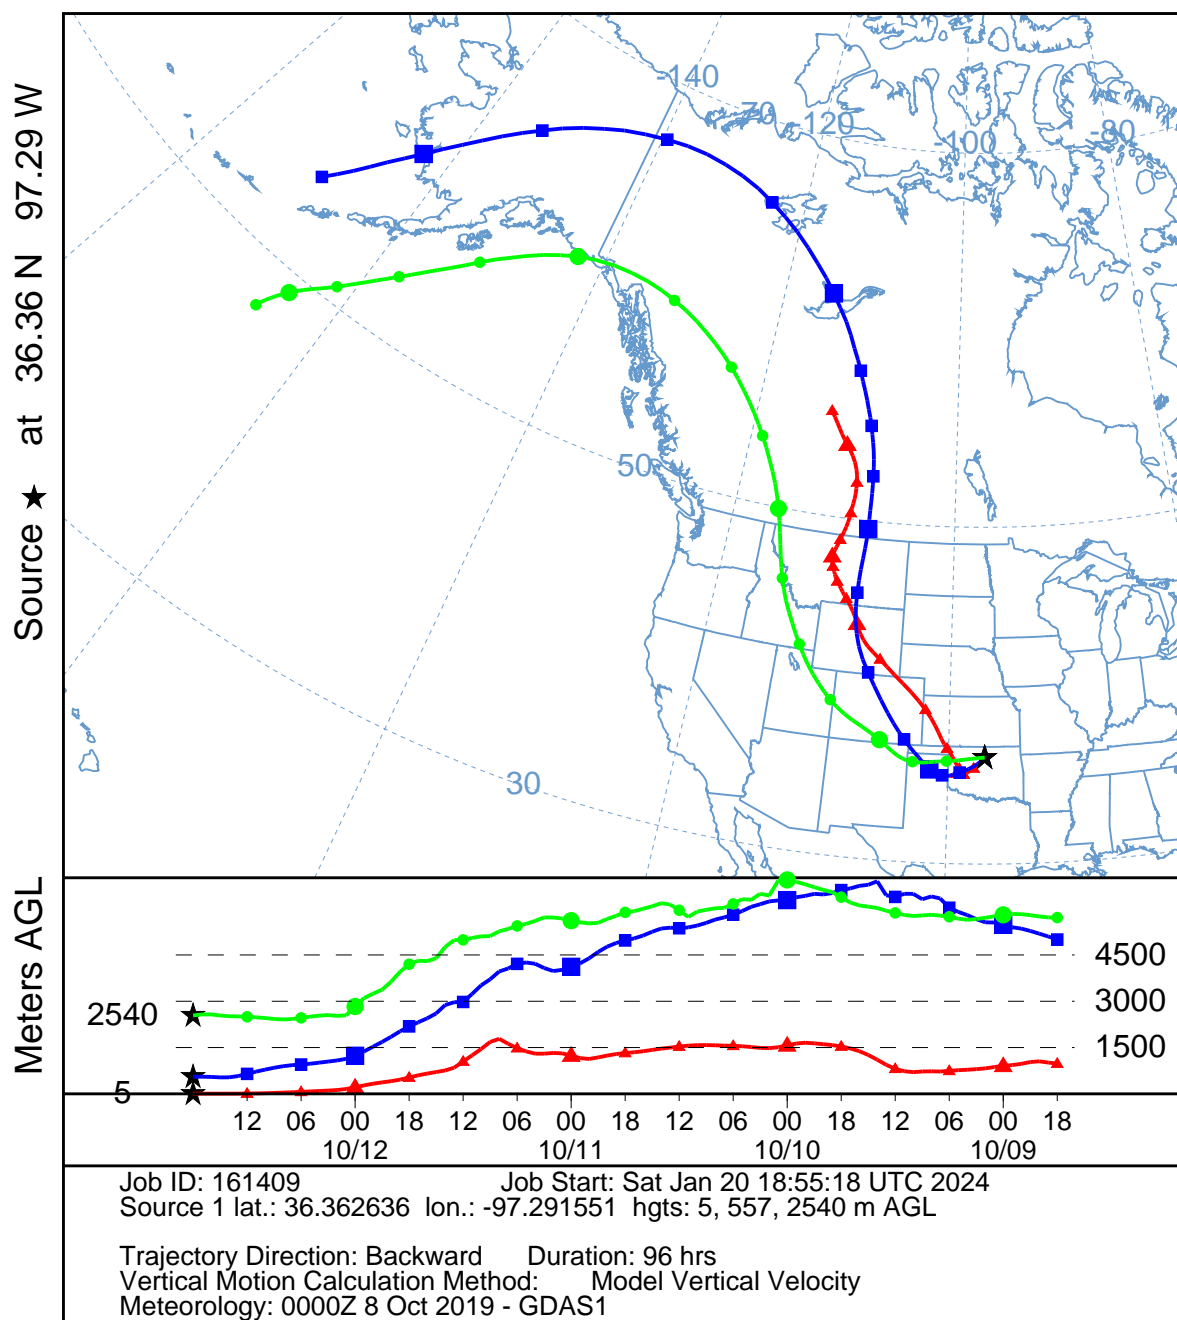 Source ★ at 36.36 N 97.29 W
-140
70
-120
-100
-80
50
30
Meters AGL
2540
5
4500
3000
1500
12 06 00 18 12 06 00 18 12 06 00 18 12 06 00 18
10/12 10/11 10/10 10/09
Job ID: 161409 Job Start: Sat Jan 20 18:55:18 UTC 2024
Source 1 lat.: 36.362636 lon.: -97.291551 hgts: 5, 557, 2540 m AGL
Trajectory Direction: Backward Duration: 96 hrs
Vertical Motion Calculation Method: Model Vertical Velocity
Meteorology: 0000Z 8 Oct 2019 - GDAS1